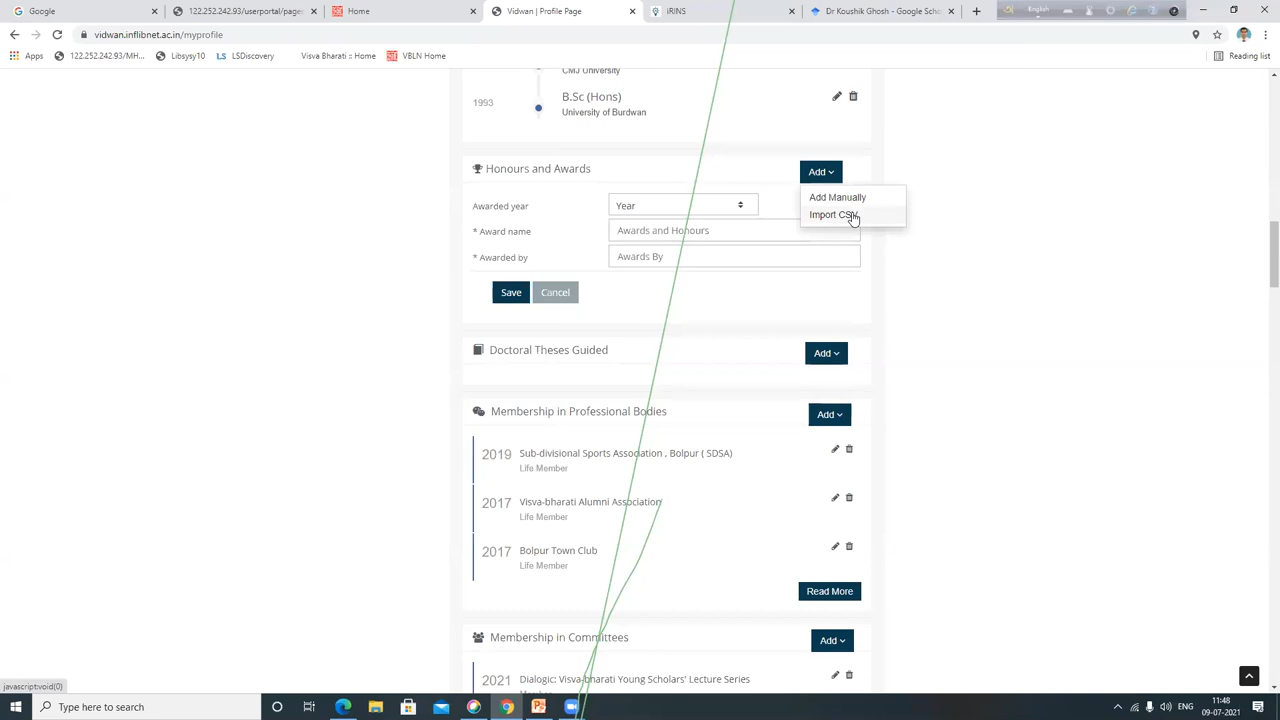 Google
122.252.242.93/userportal/page
Home
Vidwan | Profile Page
iRINS
Dr Koushik Ghosh - Google Sch
English
vidwan.inflibnet.ac.in/myprofile
Apps
122.252.242.93/MH...
Libsysy10
LS LSDiscovery
Visva Bharati :: Home
VBLN Home
Reading list
CMJ University
1993
B.Sc (Hons)
University of Burdwan
Honours and Awards
Add
Add Manually
Import CSV
Awarded year
Year
* Award name
Awards and Honours
* Awarded by
Awards By
Save
Cancel
Doctoral Theses Guided
Add
Membership in Professional Bodies
Add
2019
Sub-divisional Sports Association , Bolpur ( SDSA)
Life Member
2017
Visva-bharati Alumni Association
Life Member
2017
Bolpur Town Club
Life Member
Read More
Membership in Committees
Add
2021
Dialogic: Visva-bharati Young Scholars' Lecture Series
javascript:void(0)
Type here to search
ENG
11:48
09-07-2021